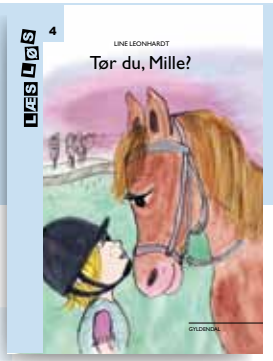 LÆS LØS
4
LINE LEONHARDT
Tør du, Mille?
GYLDENDAL